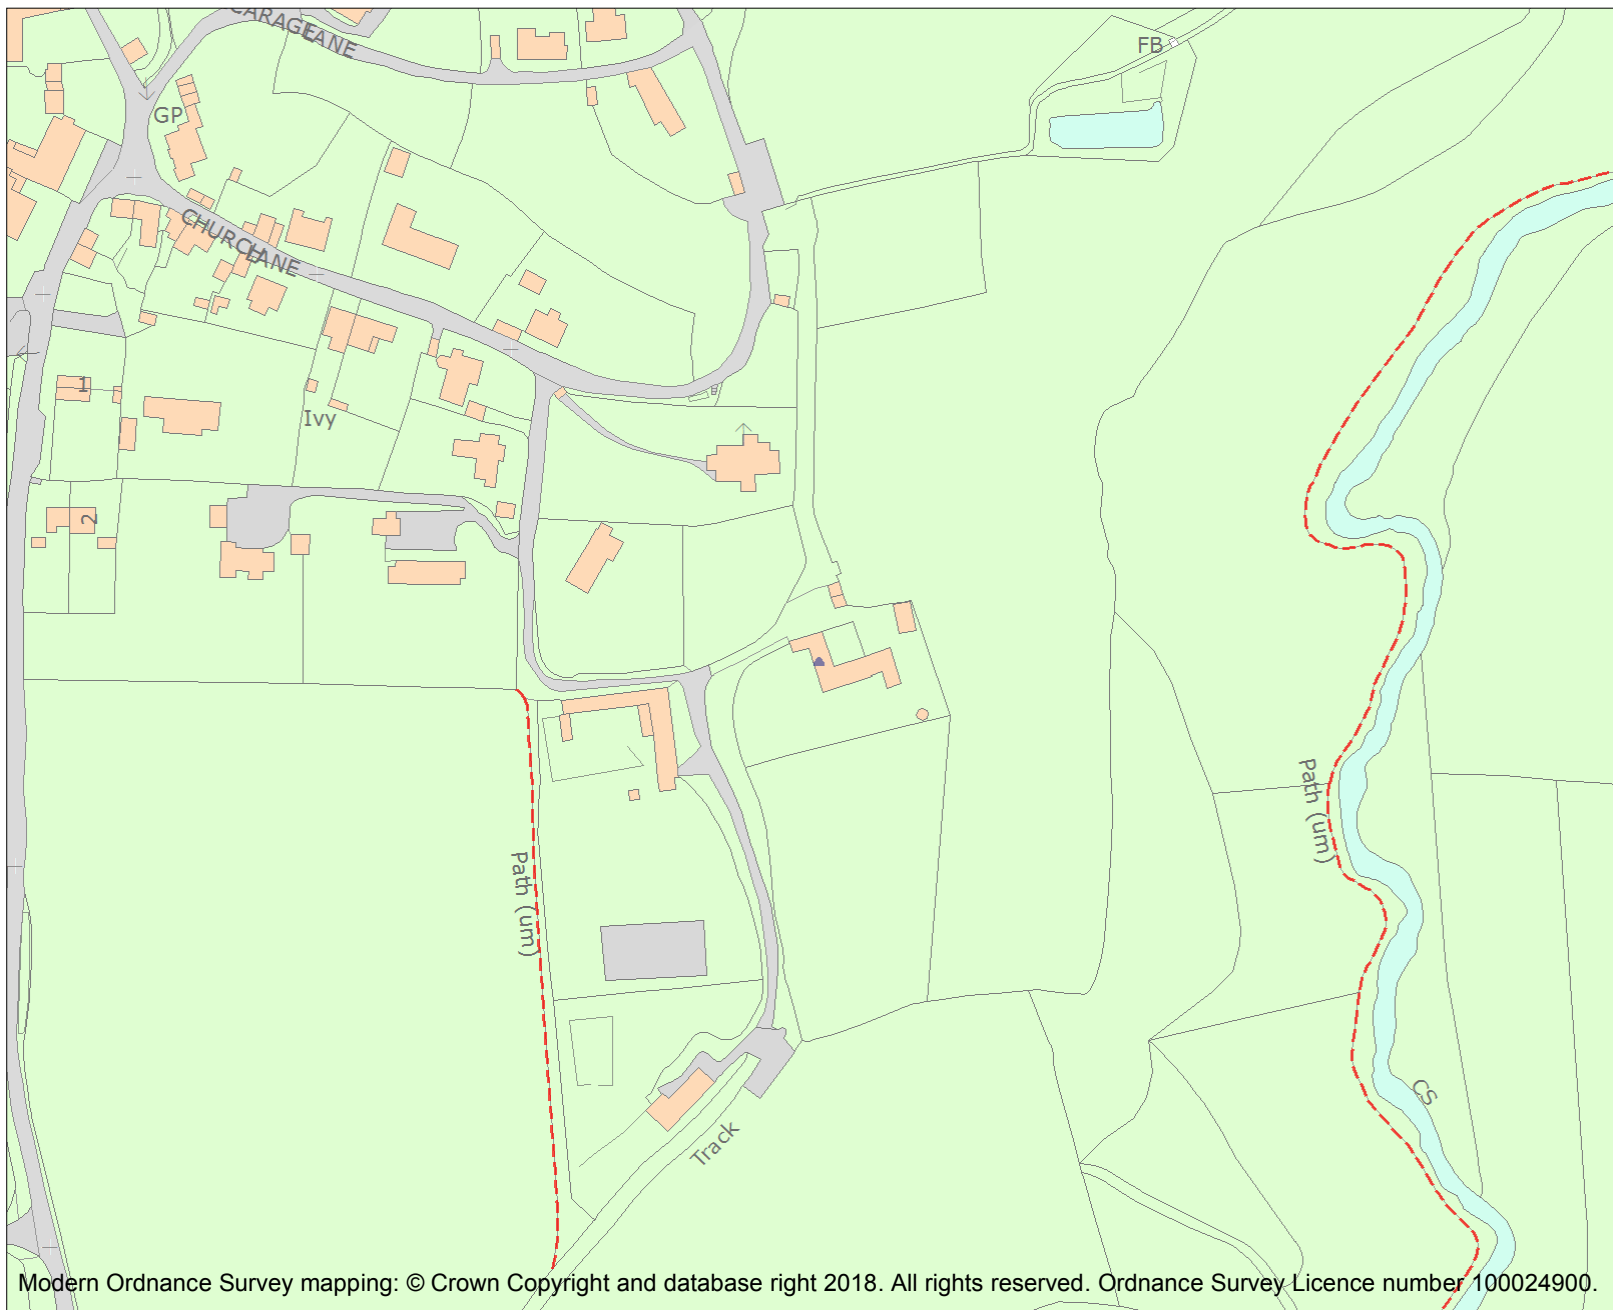 CARAGE LANE
FB
GP
CHURCH LANE
1
Ivy
2
Path (um)
Path (um)
CS
Track
Modern Ordnance Survey mapping: © Crown Copyright and database right 2018. All rights reserved. Ordnance Survey Licence number 100024900.